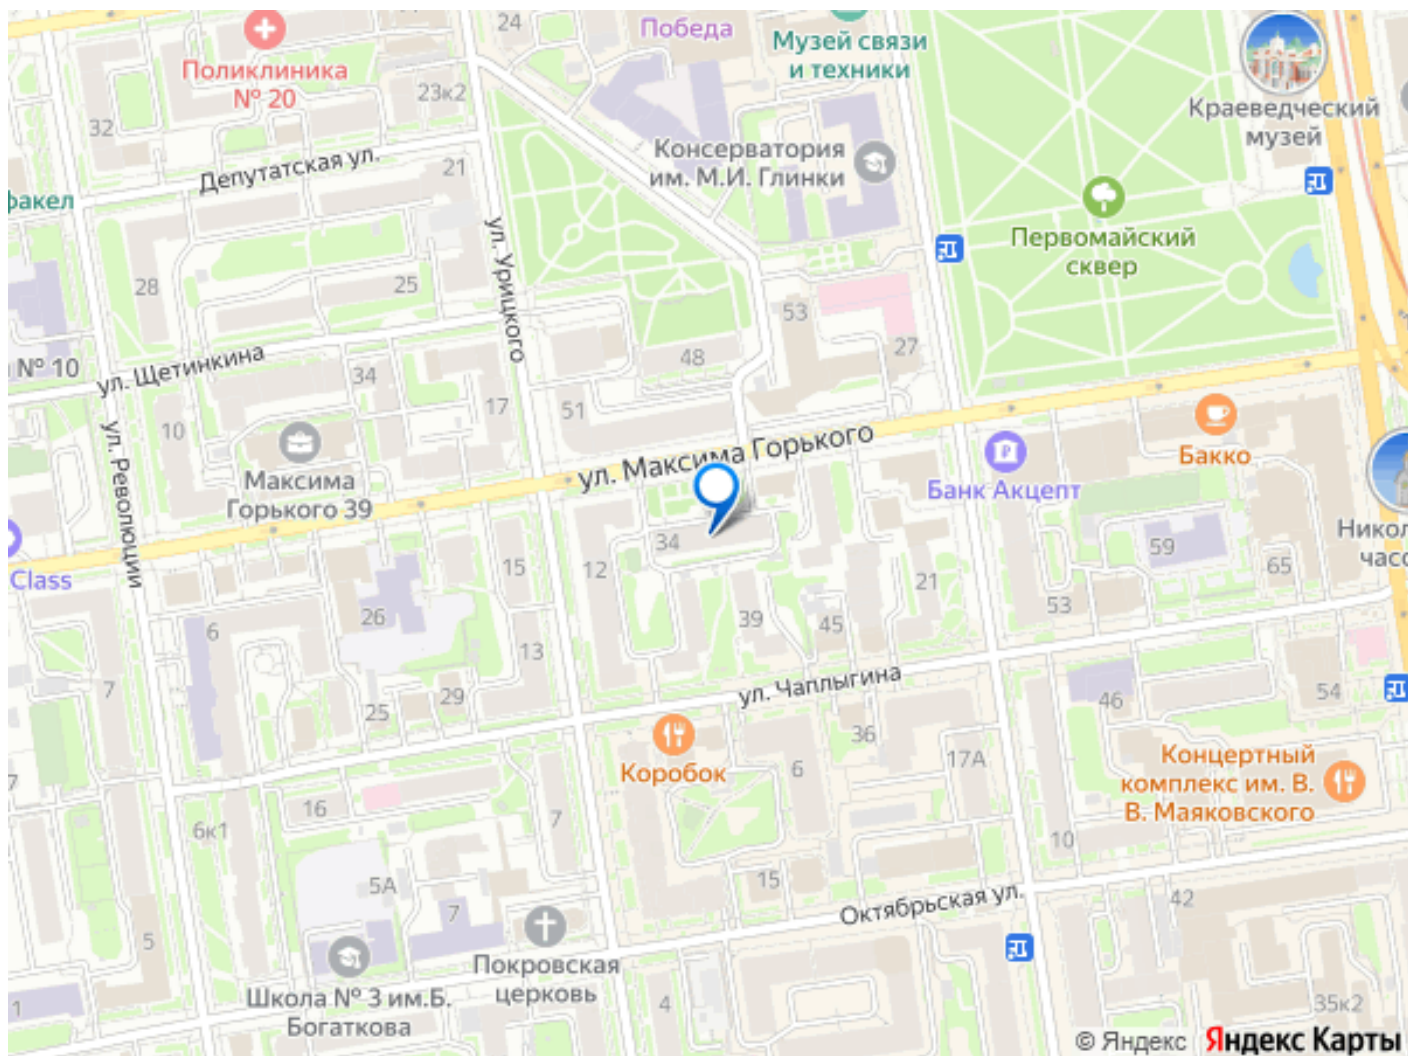 24
Победа
Музей связи
и техники
Поликлиника
№ 20
23к2
32
Краеведческий
музей
Консерватория
им. М.И. Глинки
Депутатская ул.
21
факел
ул. Урицкого
Первомайский
сквер
28
25
53
27
№ 10
ул. Щетинкина
34
48
17
51
10
ул. Революции
Максима
Горького 39
ул. Максима Горького
Бакко
Банк Акцепт
Class
34
12
15
59
65
21
53
26
6
39
45
13
7
29
25
ул. Чаплыгина
46
54
36
17А
Коробок
6
Концертный
комплекс им. В.
В. Маяковского
16
6к1
7
10
5А
15
7
Октябрьская ул.
42
5
Покровская
церковь
Школа № 3 им.Б.
Богаткова
1
4
35к2
© Яндекс Яндекс Карты